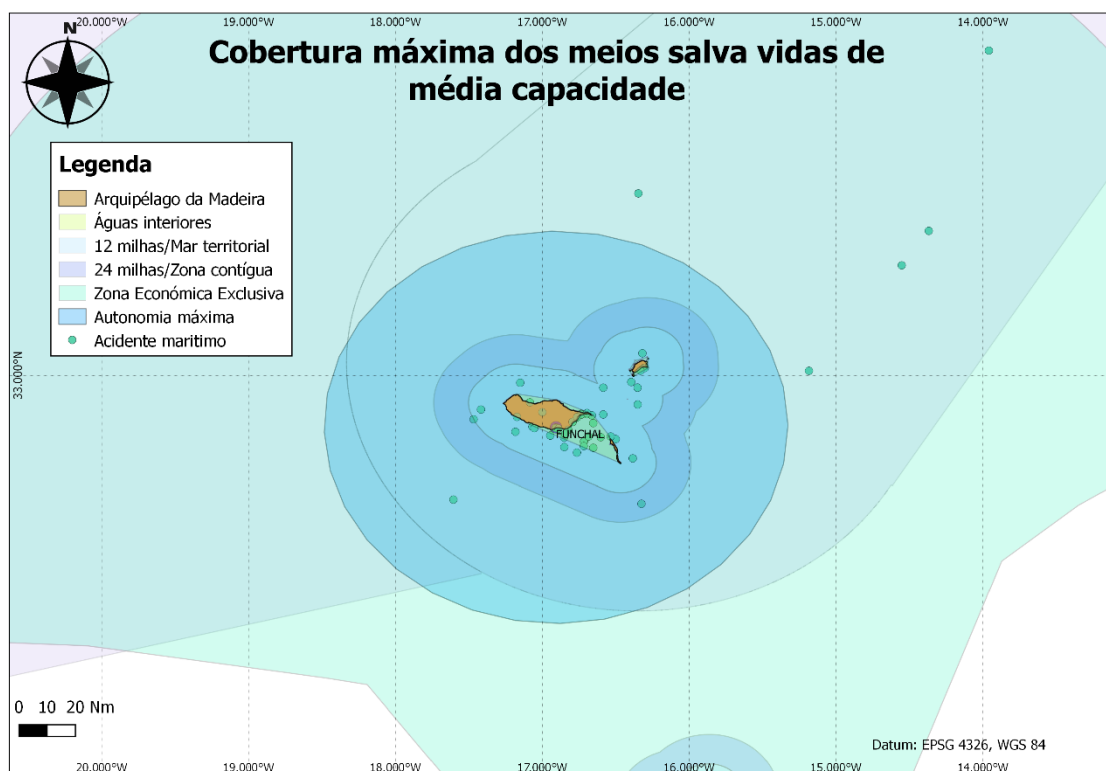 20.000°W 19.000°W 18.000°W 17.000°W 16.000°W 15.000°W 14.000°W
N
Cobertura máxima dos meios salva vidas de
média capacidade
Legenda
Arquipélago da Madeira
Águas interiores
12 milhas/Mar territorial
24 milhas/Zona contígua
Zona Económica Exclusiva
Autonomia máxima
Acidente maritimo
33.000°N
FUNCHAL
0 10 20 Nm
Datum: EPSG 4326, WGS 84
20.000°W 19.000°W 18.000°W 17.000°W 16.000°W 15.000°W 14.000°W